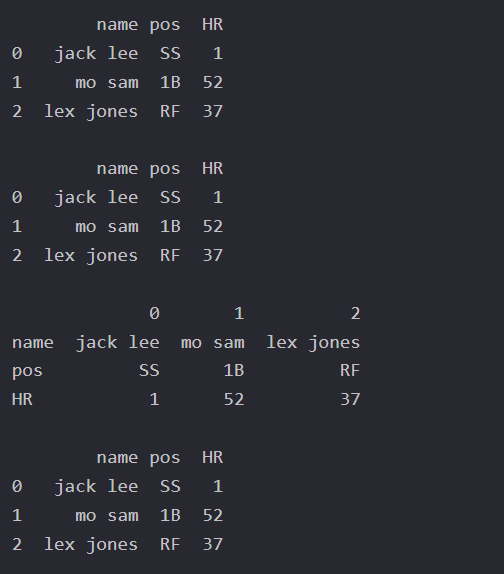 name pos  HR
0   jack lee  SS   1
1     mo sam  1B  52
2  lex jones  RF  37
        name pos  HR
0   jack lee  SS   1
1     mo sam  1B  52
2  lex jones  RF  37
             0       1          2
name  jack lee  mo sam  lex jones
pos         SS      1B         RF
HR           1      52         37
        name pos  HR
0   jack lee  SS   1
1     mo sam  1B  52
2  lex jones  RF  37